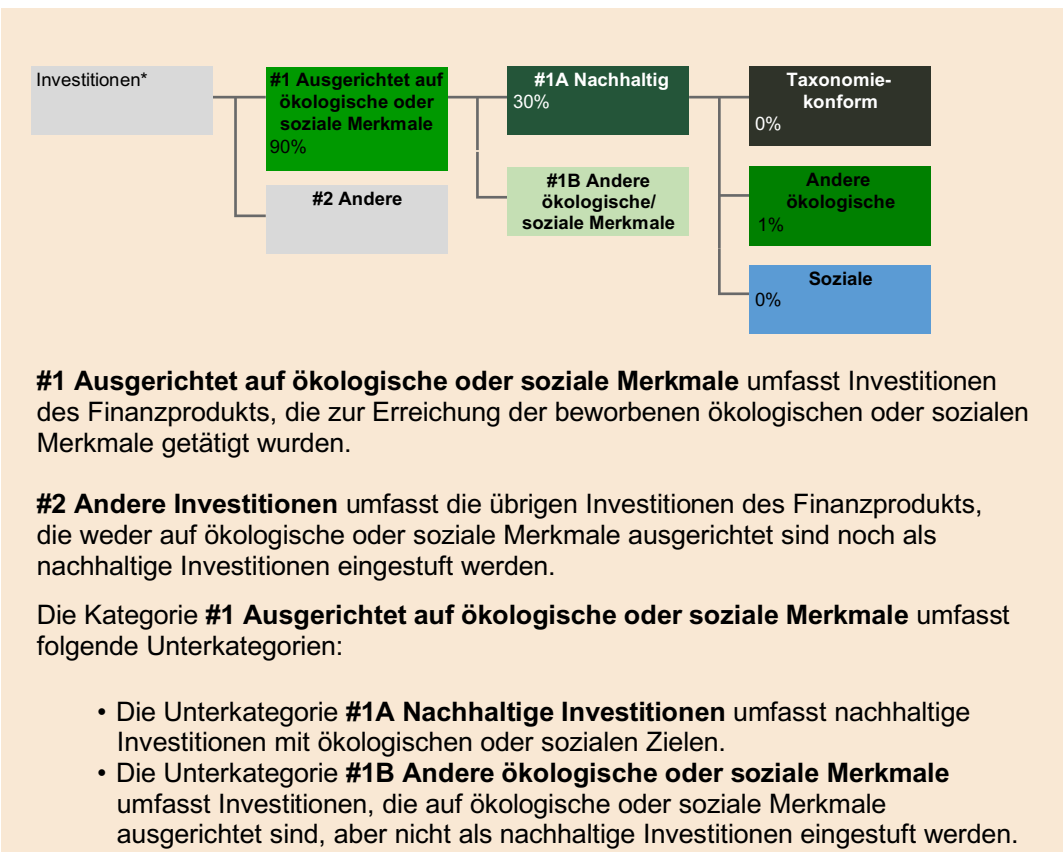 Investitionen*
#1 Ausgerichtet auf
ökologische oder
soziale Merkmale
90%
#2 Andere
#1A Nachhaltig
30%
#1B Andere
ökologische/
soziale Merkmale
Taxonomie-
konform
0%
Andere
ökologische
1%
Soziale
0%
#1 Ausgerichtet auf ökologische oder soziale Merkmale umfasst Investitionen
des Finanzprodukts, die zur Erreichung der beworbenen ökologischen oder sozialen
Merkmale getätigt wurden.
#2 Andere Investitionen umfasst die übrigen Investitionen des Finanzprodukts,
die weder auf ökologische oder soziale Merkmale ausgerichtet sind noch als
nachhaltige Investitionen eingestuft werden.
Die Kategorie #1 Ausgerichtet auf ökologische oder soziale Merkmale umfasst
folgende Unterkategorien:
• Die Unterkategorie #1A Nachhaltige Investitionen umfasst nachhaltige
Investitionen mit ökologischen oder sozialen Zielen.
• Die Unterkategorie #1B Andere ökologische oder soziale Merkmale
umfasst Investitionen, die auf ökologische oder soziale Merkmale
ausgerichtet sind, aber nicht als nachhaltige Investitionen eingestuft werden.